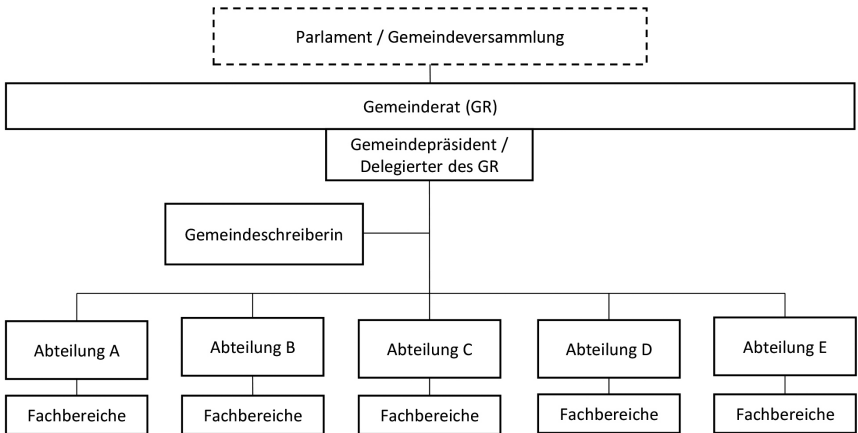 Parlament / Gemeindeversammlung
Gemeinderat (GR)
Gemeindepräsident /
Delegierter des GR
Gemeindeschreiberin
Abteilung A
Abteilung B
Abteilung C
Abteilung D
Abteilung E
Fachbereiche
Fachbereiche
Fachbereiche
Fachbereiche
Fachbereiche